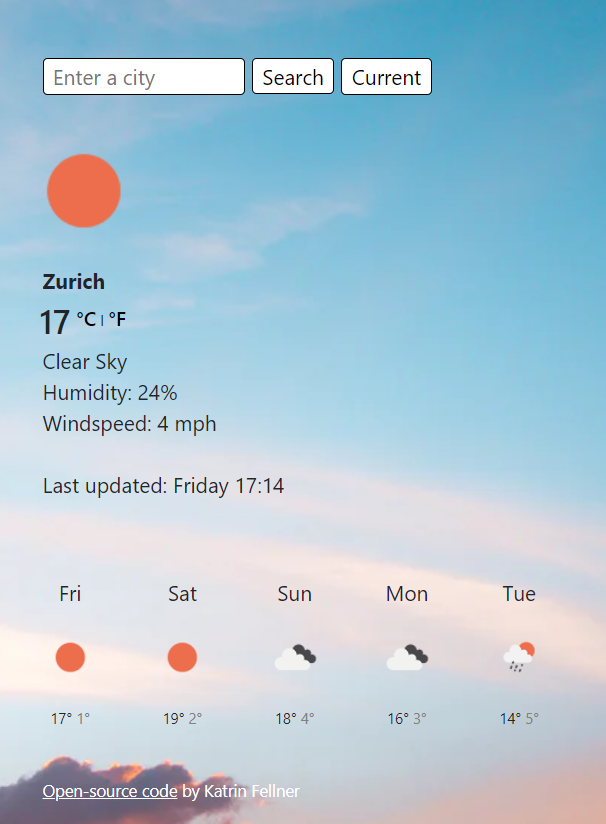 Enter a city Search Current
Zurich
17 °C | °F
Clear Sky
Humidity: 24%
Windspeed: 4 mph
Last updated: Friday 17:14
Fri Sat Sun Mon Tue
17° 1° 19° 2° 18° 4° 16° 3° 14° 5°
Open-source code by Katrin Fellner